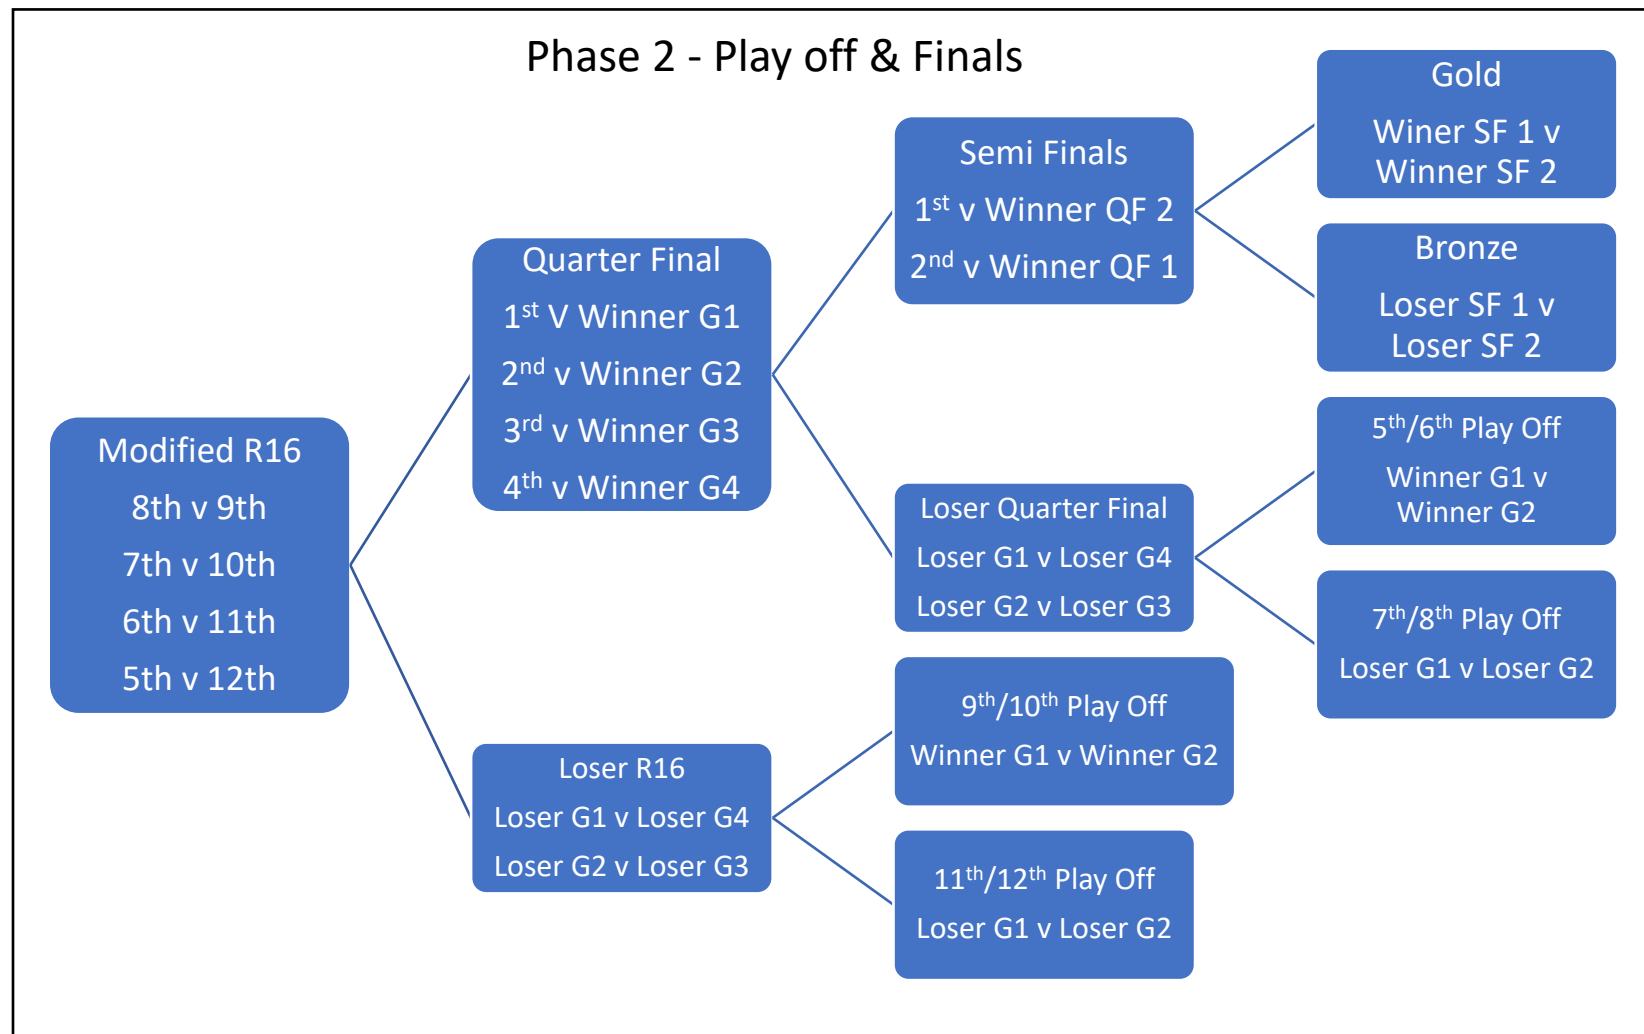 Phase 2 - Play off & Finals
Modified R16
8th v 9th
7th v 10th
6th v 11th
5th v 12th
Quarter Final
1st V Winner G1
2nd v Winner G2
3rd v Winner G3
4th v Winner G4
Loser R16
Loser G1 v Loser G4
Loser G2 v Loser G3
Semi Finals
1st v Winner QF 2
2nd v Winner QF 1
Loser Quarter Final
Loser G1 v Loser G4
Loser G2 v Loser G3
9th/10th Play Off
Winner G1 v Winner G2
11th/12th Play Off
Loser G1 v Loser G2
Gold
Winer SF 1 v
Winner SF 2
Bronze
Loser SF 1 v
Loser SF 2
5th/6th Play Off
Winner G1 v
Winner G2
7th/8th Play Off
Loser G1 v Loser G2